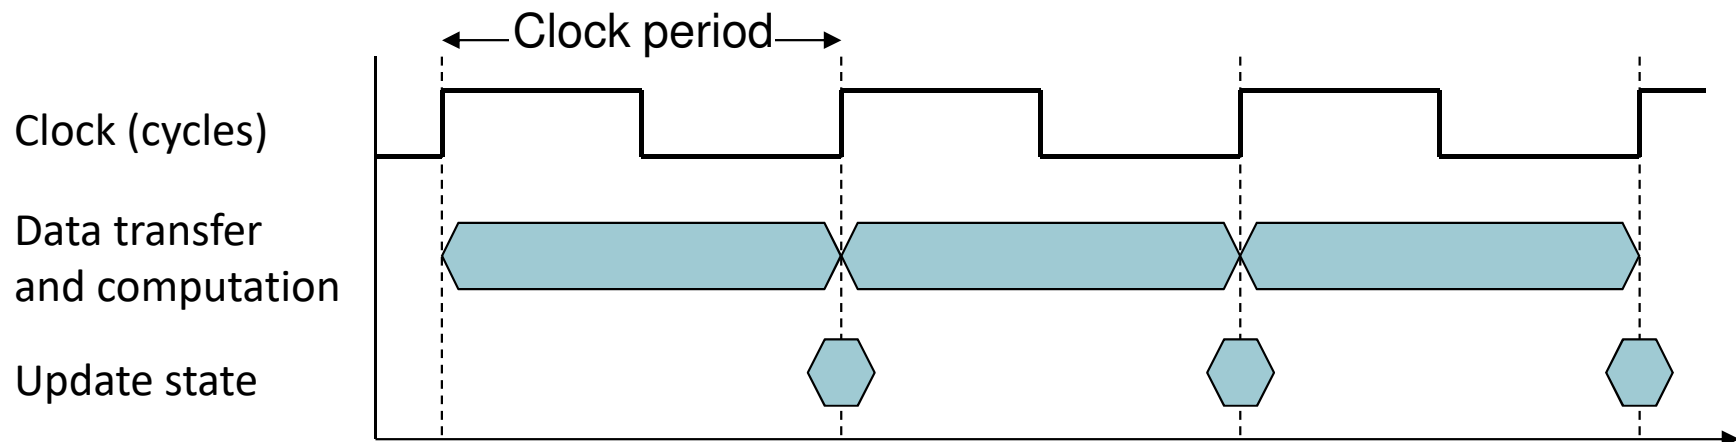 Clock period
Clock (cycles)
Data transfer
and computation
Update state